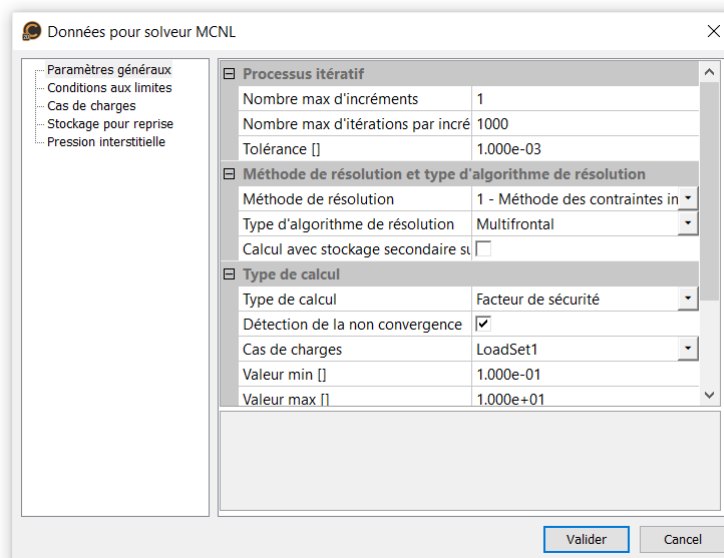 Données pour solveur MCNL
Paramètres généraux
Conditions aux limites
Cas de charges
Stockage pour reprise
Pression interstitielle
Processus itératif
Nombre max d'incréments 1
Nombre max d'itérations par incré 1000
Tolérance [] 1.000e-03
Méthode de résolution et type d'algorithme de résolution
Méthode de résolution 1 - Méthode des contraintes in
Type d'algorithme de résolution Multifrontal
Calcul avec stockage secondaire su
Type de calcul
Type de calcul Facteur de sécurité
Détection de la non convergence
Cas de charges LoadSet1
Valeur min [] 1.000e-01
Valeur max [] 1.000e+01
Valider Cancel